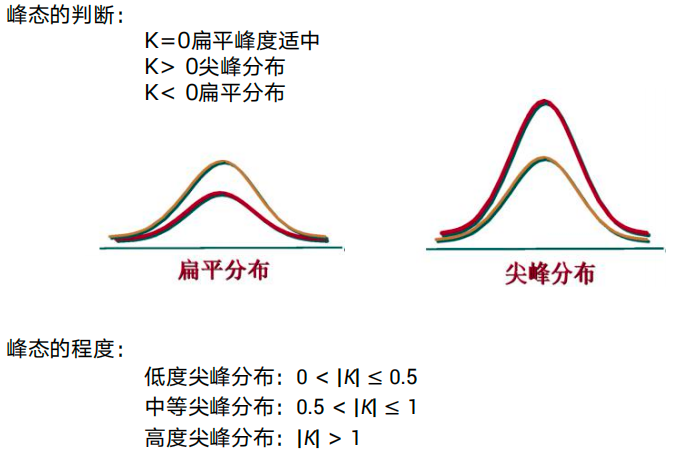 峰态的判断：
K=0扁平峰度适中
K> 0尖峰分布
K< 0扁平分布
扁平分布
尖峰分布
峰态的程度：
低度尖峰分布：0 < |K| ≤ 0.5
中等尖峰分布：0.5 < |K| ≤ 1
高度尖峰分布：|K| > 1